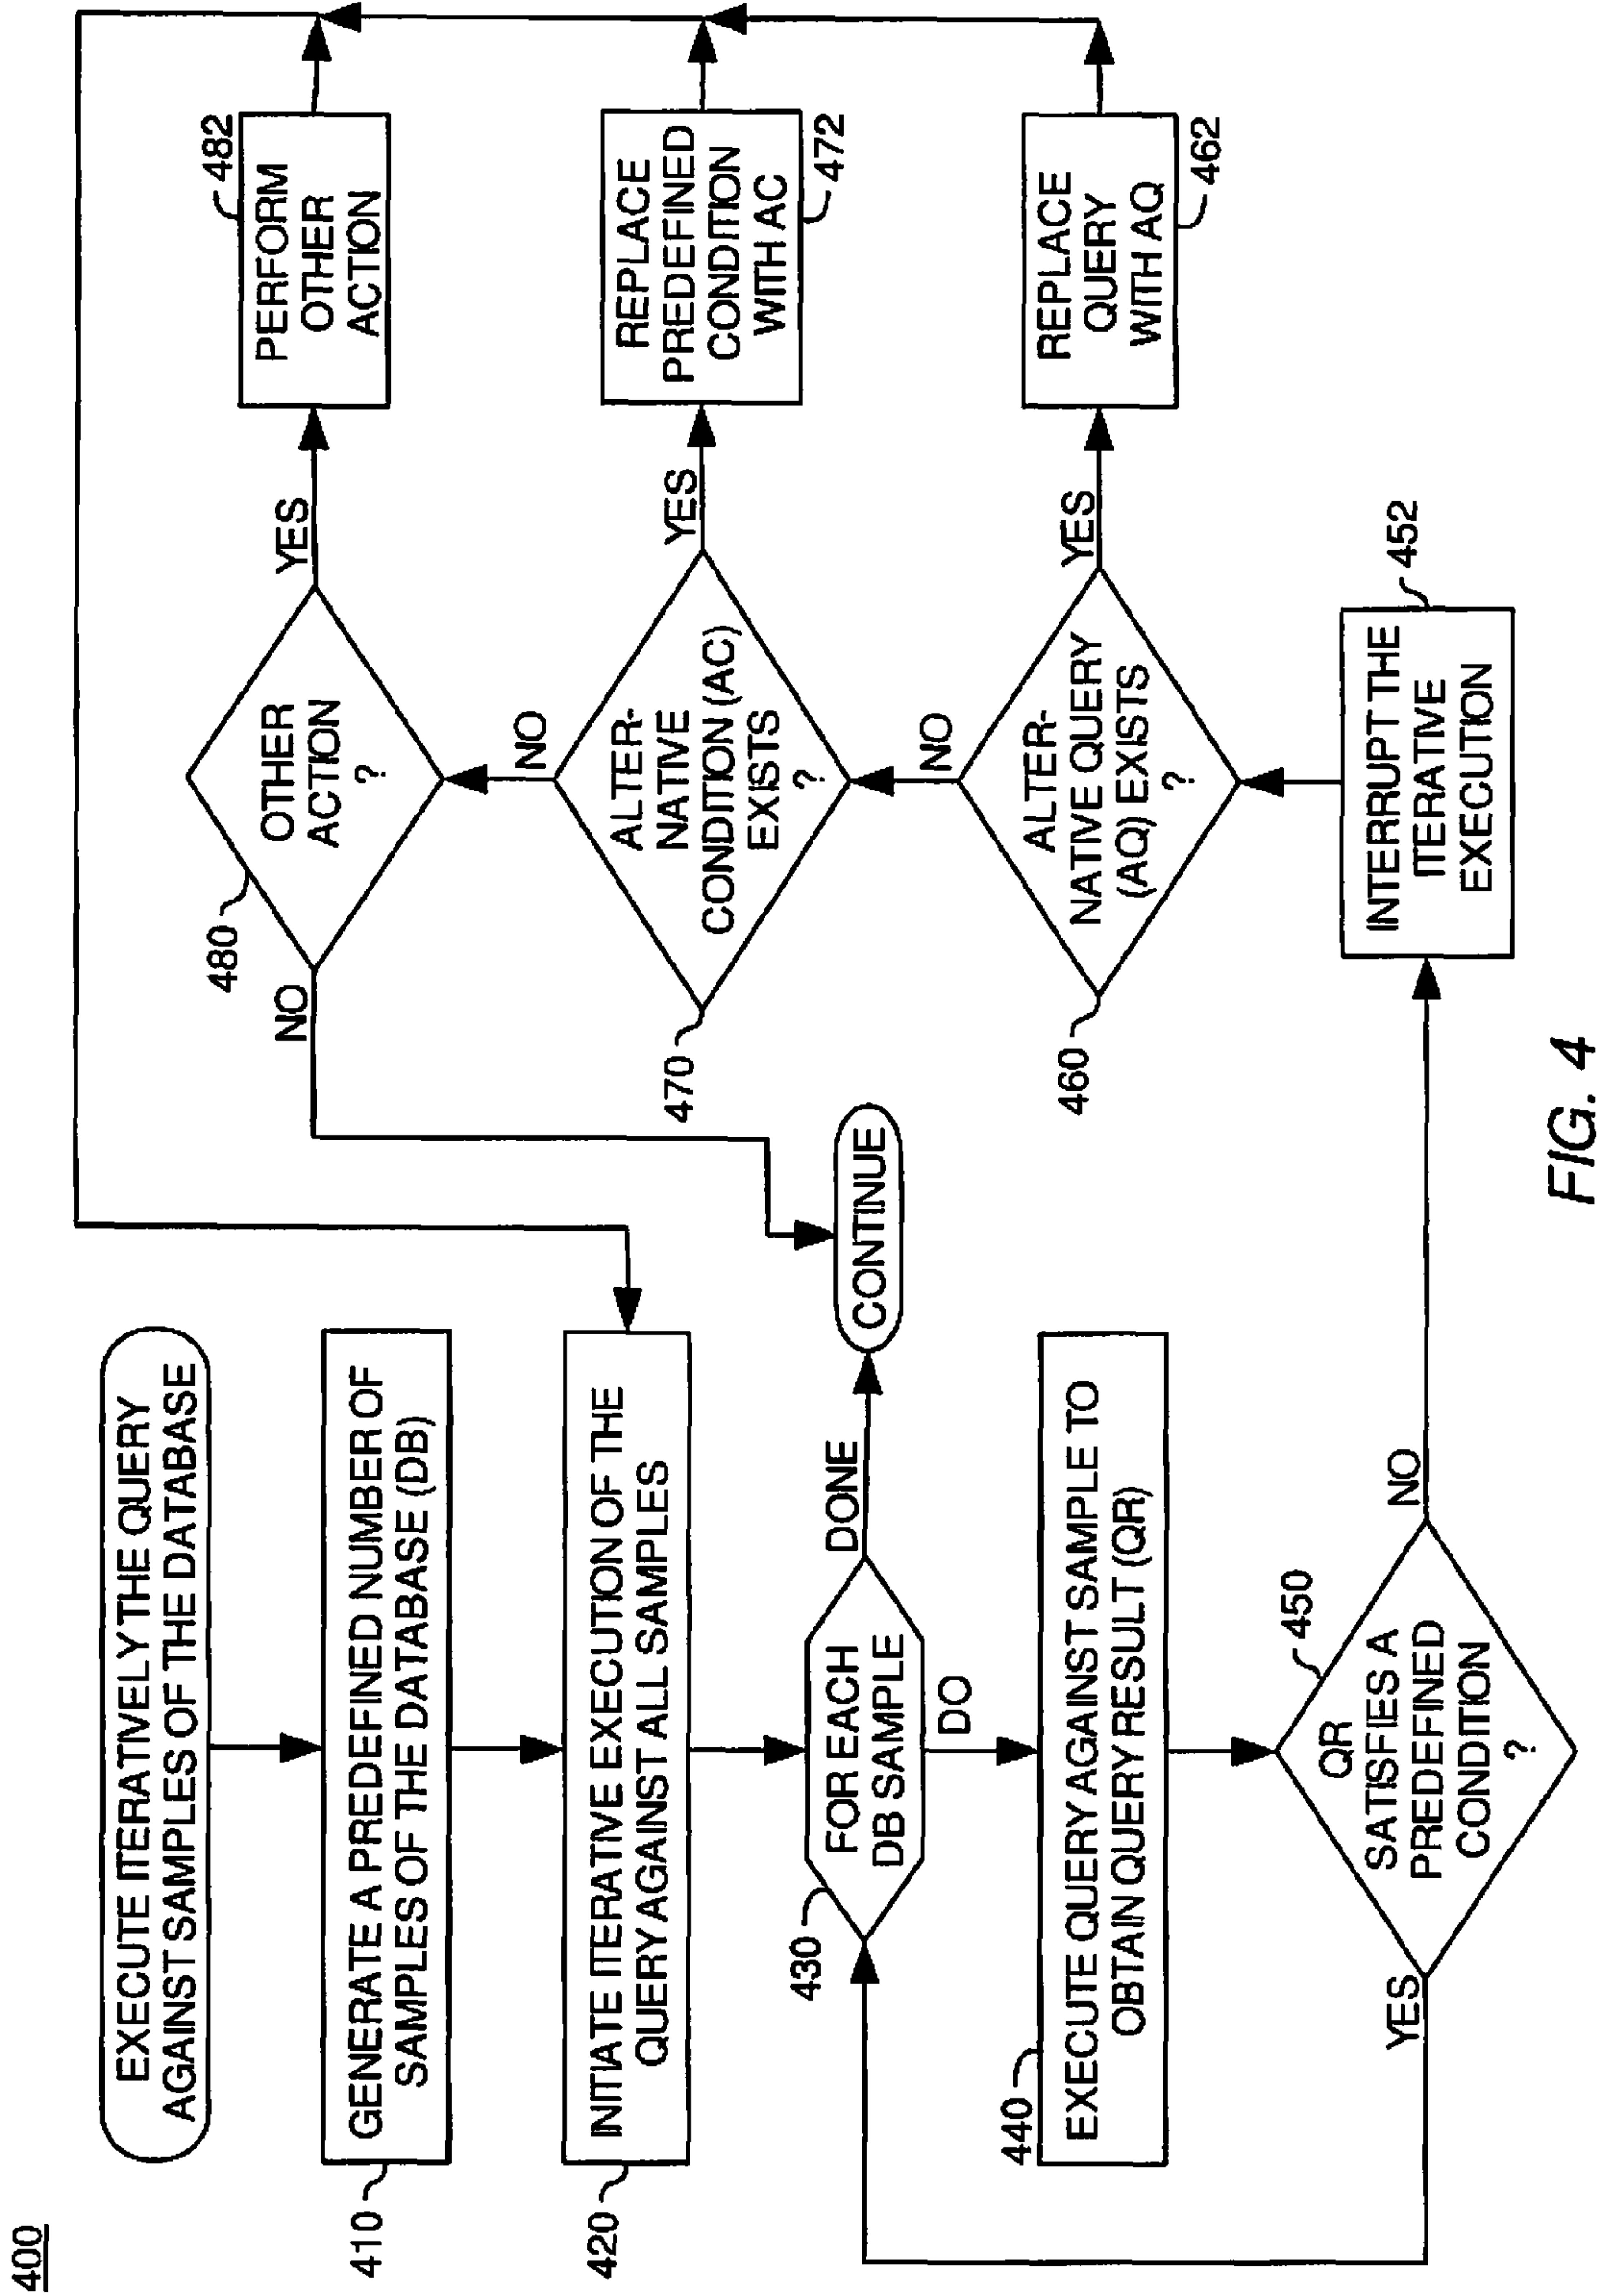 400
EXECUTE ITERATIVELY THE QUERY
AGAINST SAMPLES OF THE DATABASE
410
GENERATE A PREDEFINED NUMBER OF
SAMPLES OF THE DATABASE (DB)
420
INITIATE ITERATIVE EXECUTION OF THE
QUERY AGAINST ALL SAMPLES
430
FOR EACH
DB SAMPLE
DONE
CONTINUE
DO
440
EXECUTE QUERY AGAINST SAMPLE TO
OBTAIN QUERY RESULT (QR)
450
QR
SATISFIES A
PREDEFINED
CONDITION
?
YES
NO
452
INTERRUPT THE
ITERATIVE
EXECUTION
460
ALTER-
NATIVE QUERY
(AQ) EXISTS
?
YES
NO
REPLACE
QUERY
WITH AQ
462
470
ALTER-
NATIVE
CONDITION (AC)
EXISTS
?
YES
NO
REPLACE
PREDEFINED
CONDITION
WITH AC
472
480
OTHER
ACTION
?
NO
YES
PERFORM
OTHER
ACTION
482
FIG. 4